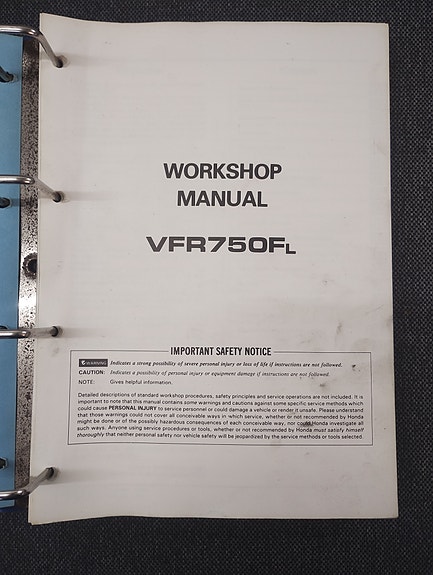 WORKSHOP
MANUAL
VFR750FL
IMPORTANT SAFETY NOTICE
WARNING Indicates a strong possibility of severe personal injury or loss of life if instructions are not followed.
CAUTION: Indicates a possibility of personal injury or equipment damage if instructions are not followed.
NOTE: Gives helpful information.
Detailed descriptions of standard workshop procedures, safety principles and service operations are not included. It is
important to note that this manual contains some warnings and cautions against some specific service methods which
could cause PERSONAL INJURY to service personnel or could damage a vehicle or render it unsafe. Please understand
that those warnings could not cover all conceivable ways in which service, whether or not recommended by Honda
might be done or of the possibly hazardous consequences of each conceivable way, nor could Honda investigate all
such ways. Anyone using service procedures or tools, whether or not recommended by Honda must satisfy himself
thoroughly that neither personal safety nor vehicle safety will be jeopardized by the service methods or tools selected.